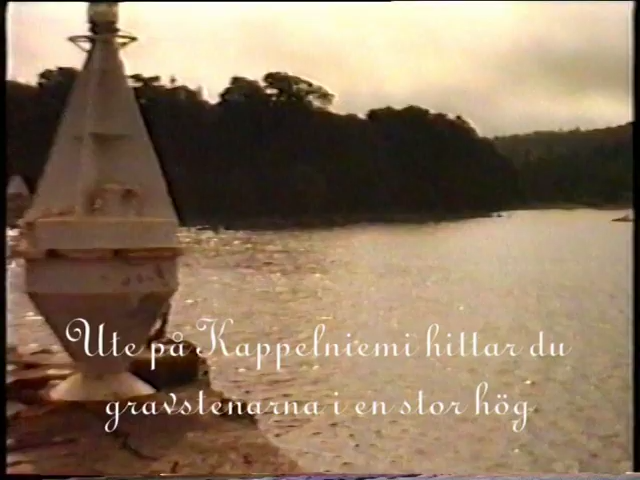 Ute på Kappelniemi hittar du
gravstenarna i en stor hög